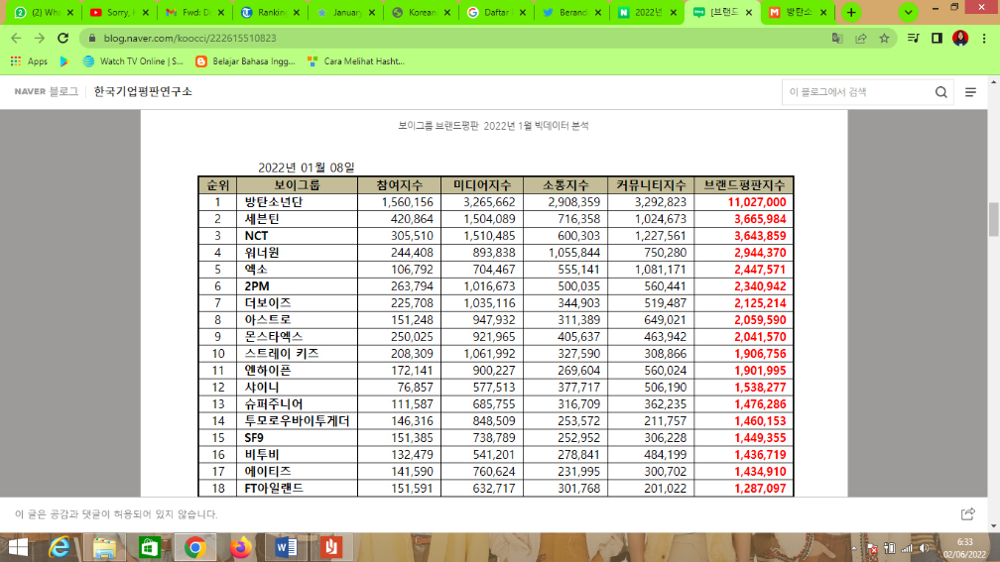 (2) Wha
Sorry, 
Fwd: D
Rankin
Januar
Korean
Daftar
Berand
2022년
[브랜드
방탄소
blog.naver.com/koocci/222615510823
Apps
Watch TV Online | S...
Belajar Bahasa Ingg...
Cara Melihat Hasht...
NAVER 블로그 한국기업평판연구소
이 블로그에서 검색
보이그룹 브랜드평판 2022년 1월 빅데이터 분석
2022년 01월 08일
순위 보이그룹 참여지수 미디어지수 소통지수 커뮤니티지수 브랜드평판지수
1 방탄소년단 1,560,156 3,265,662 2,908,359 3,292,823 11,027,000
2 세븐틴 420,864 1,504,089 716,358 1,024,673 3,665,984
3 NCT 305,510 1,510,485 600,303 1,227,561 3,643,859
4 워너원 244,408 893,838 1,055,844 750,280 2,944,370
5 엑소 106,792 704,467 555,141 1,081,171 2,447,571
6 2PM 263,794 1,016,673 500,035 560,441 2,340,942
7 더보이즈 225,708 1,035,116 344,903 519,487 2,125,214
8 아스트로 151,248 947,932 311,389 649,021 2,059,590
9 몬스타엑스 250,025 921,965 405,637 463,942 2,041,570
10 스트레이 키즈 208,309 1,061,992 327,590 308,866 1,906,756
11 엔하이픈 172,141 900,227 269,604 560,024 1,901,995
12 샤이니 76,857 577,513 377,717 506,190 1,538,277
13 슈퍼주니어 111,587 685,755 316,709 362,235 1,476,286
14 투모로우바이투게더 146,316 848,509 253,572 211,757 1,460,153
15 SF9 151,385 738,789 252,952 306,228 1,449,355
16 비투비 132,479 541,201 278,841 484,199 1,436,719
17 에이티즈 141,590 760,624 231,995 300,702 1,434,910
18 FT아일랜드 151,591 632,717 301,768 201,022 1,287,097
이 글은 공감과 댓글이 허용되어 있지 않습니다.
6:33
02/06/2022